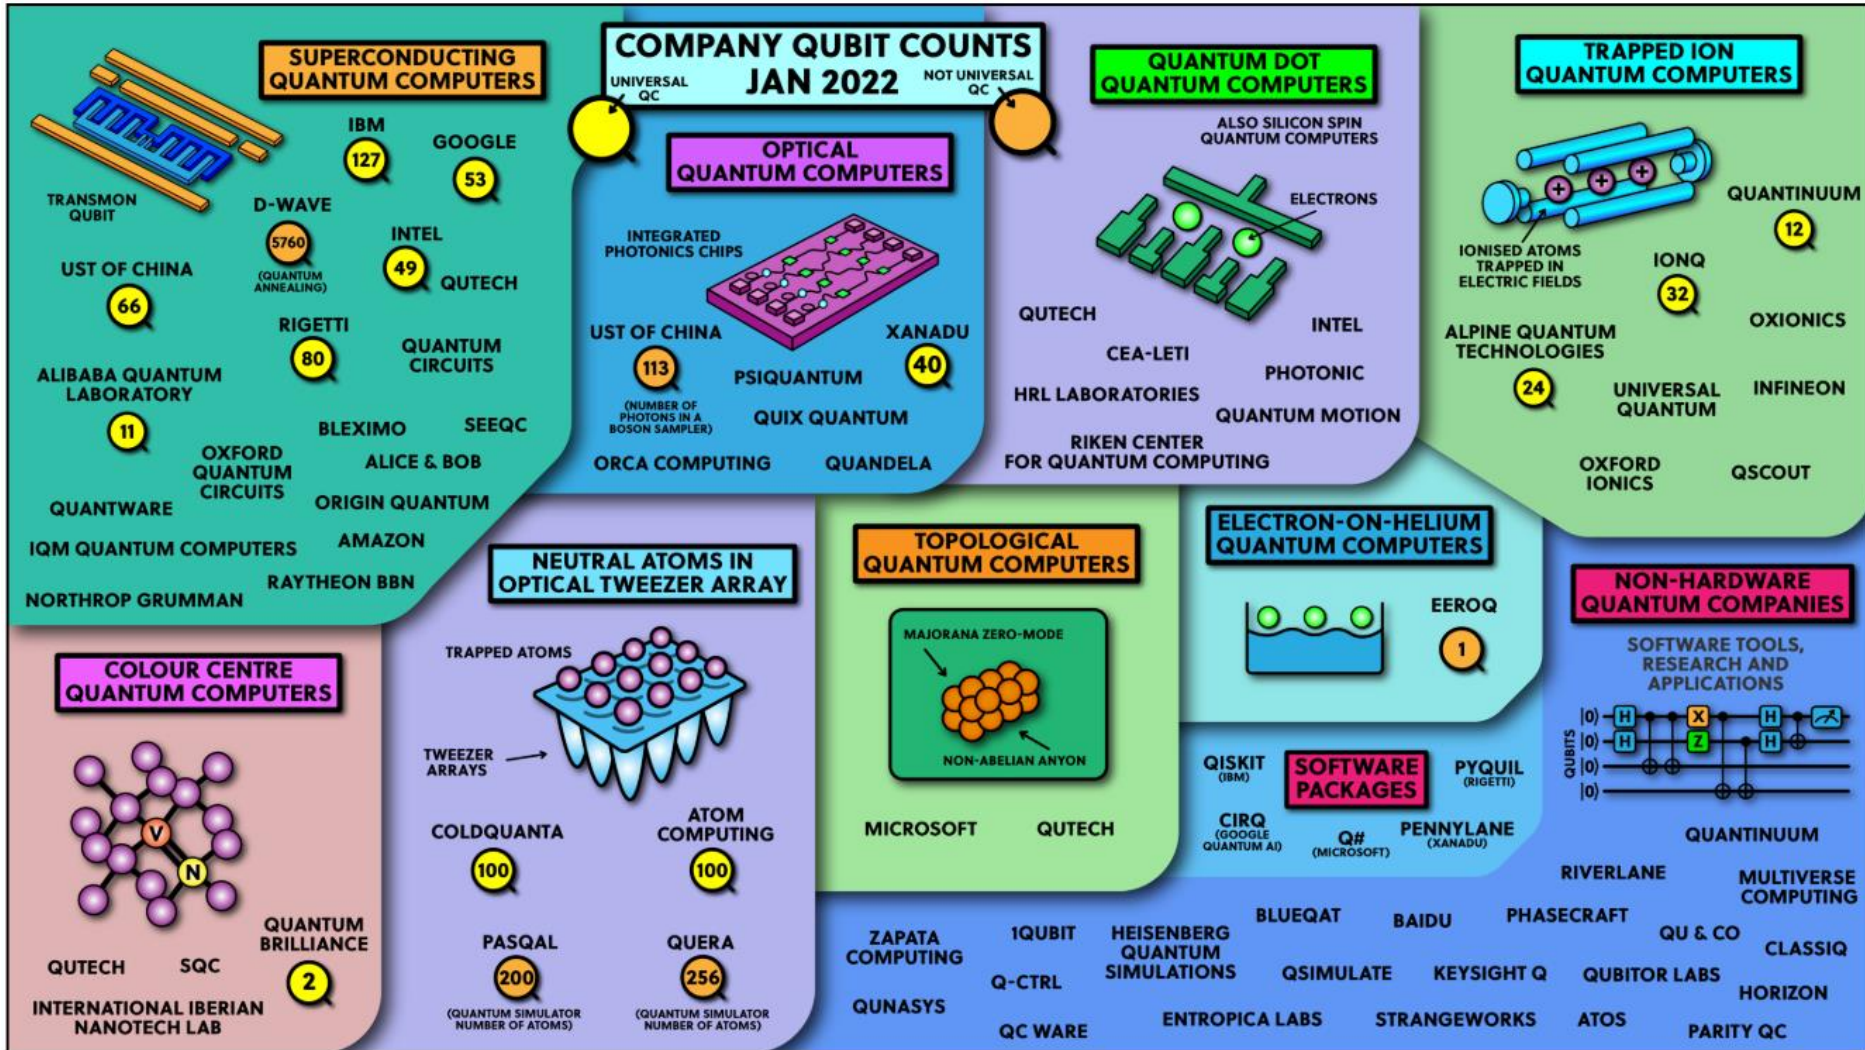 COMPANY QUBIT COUNTS
JAN 2022
UNIVERSAL
QC
NOT UNIVERSAL
QC
SUPERCONDUCTING
QUANTUM COMPUTERS
TRANSMON
QUBIT
IBM
127
GOOGLE
53
D-WAVE
5760
(QUANTUM
ANNEALING)
INTEL
49
QUTECH
UST OF CHINA
66
RIGETTI
80
QUANTUM
CIRCUITS
ALIBABA QUANTUM
LABORATORY
11
BLEXIMO
SEEQC
OXFORD
QUANTUM
CIRCUITS
ALICE & BOB
QUANTWARE
ORIGIN QUANTUM
IQM QUANTUM COMPUTERS
AMAZON
RAYTHEON BBN
NORTHROP GRUMMAN
OPTICAL
QUANTUM COMPUTERS
INTEGRATED
PHOTONICS CHIPS
UST OF CHINA
113
(NUMBER OF
PHOTONS IN A
BOSON SAMPLER)
XANADU
40
PSIQUANTUM
QUIX QUANTUM
ORCA COMPUTING
QUANDELA
QUANTUM DOT
QUANTUM COMPUTERS
ALSO SILICON SPIN
QUANTUM COMPUTERS
ELECTRONS
QUTECH
INTEL
CEA-LETI
PHOTONIC
HRL LABORATORIES
QUANTUM MOTION
RIKEN CENTER
FOR QUANTUM COMPUTING
TRAPPED ION
QUANTUM COMPUTERS
+
+
+
IONISED ATOMS
TRAPPED IN
ELECTRIC FIELDS
QUANTINUUM
12
IONQ
32
OXIONICS
ALPINE QUANTUM
TECHNOLOGIES
24
UNIVERSAL
QUANTUM
INFINEON
OXFORD
IONICS
QSCOUT
COLOUR CENTRE
QUANTUM COMPUTERS
V
N
QUANTUM
BRILLIANCE
2
QUTECH
SQC
INTERNATIONAL IBERIAN
NANOTECH LAB
NEUTRAL ATOMS IN
OPTICAL TWEEZER ARRAY
TRAPPED ATOMS
TWEEZER
ARRAYS
COLDQUANTA
100
ATOM
COMPUTING
100
PASQAL
200
(QUANTUM SIMULATOR
NUMBER OF ATOMS)
QUERA
256
(QUANTUM SIMULATOR
NUMBER OF ATOMS)
TOPOLOGICAL
QUANTUM COMPUTERS
MAJORANA ZERO-MODE
NON-ABELIAN ANYON
MICROSOFT
QUTECH
ELECTRON-ON-HELIUM
QUANTUM COMPUTERS
EEROQ
1
SOFTWARE
PACKAGES
QISKIT
(IBM)
PYQUIL
(RIGETTI)
CIRQ
(GOOGLE
QUANTUM AI)
Q#
(MICROSOFT)
PENNYLANE
(XANADU)
NON-HARDWARE
QUANTUM COMPANIES
SOFTWARE TOOLS,
RESEARCH AND
APPLICATIONS
QUBITS
|0⟩ H X H
|0⟩ H Z H
|0⟩
|0⟩
QUANTINUUM
RIVERLANE
MULTIVERSE
COMPUTING
BLUEQAT
BAIDU
PHASECRAFT
QU & CO
CLASSIQ
ZAPATA
COMPUTING
1QUBIT
HEISENBERG
QUANTUM
SIMULATIONS
QSIMULATE
KEYSIGHT Q
QUBITOR LABS
HORIZON
Q-CTRL
QUNASYS
QC WARE
ENTROPICA LABS
STRANGEWORKS
ATOS
PARITY QC